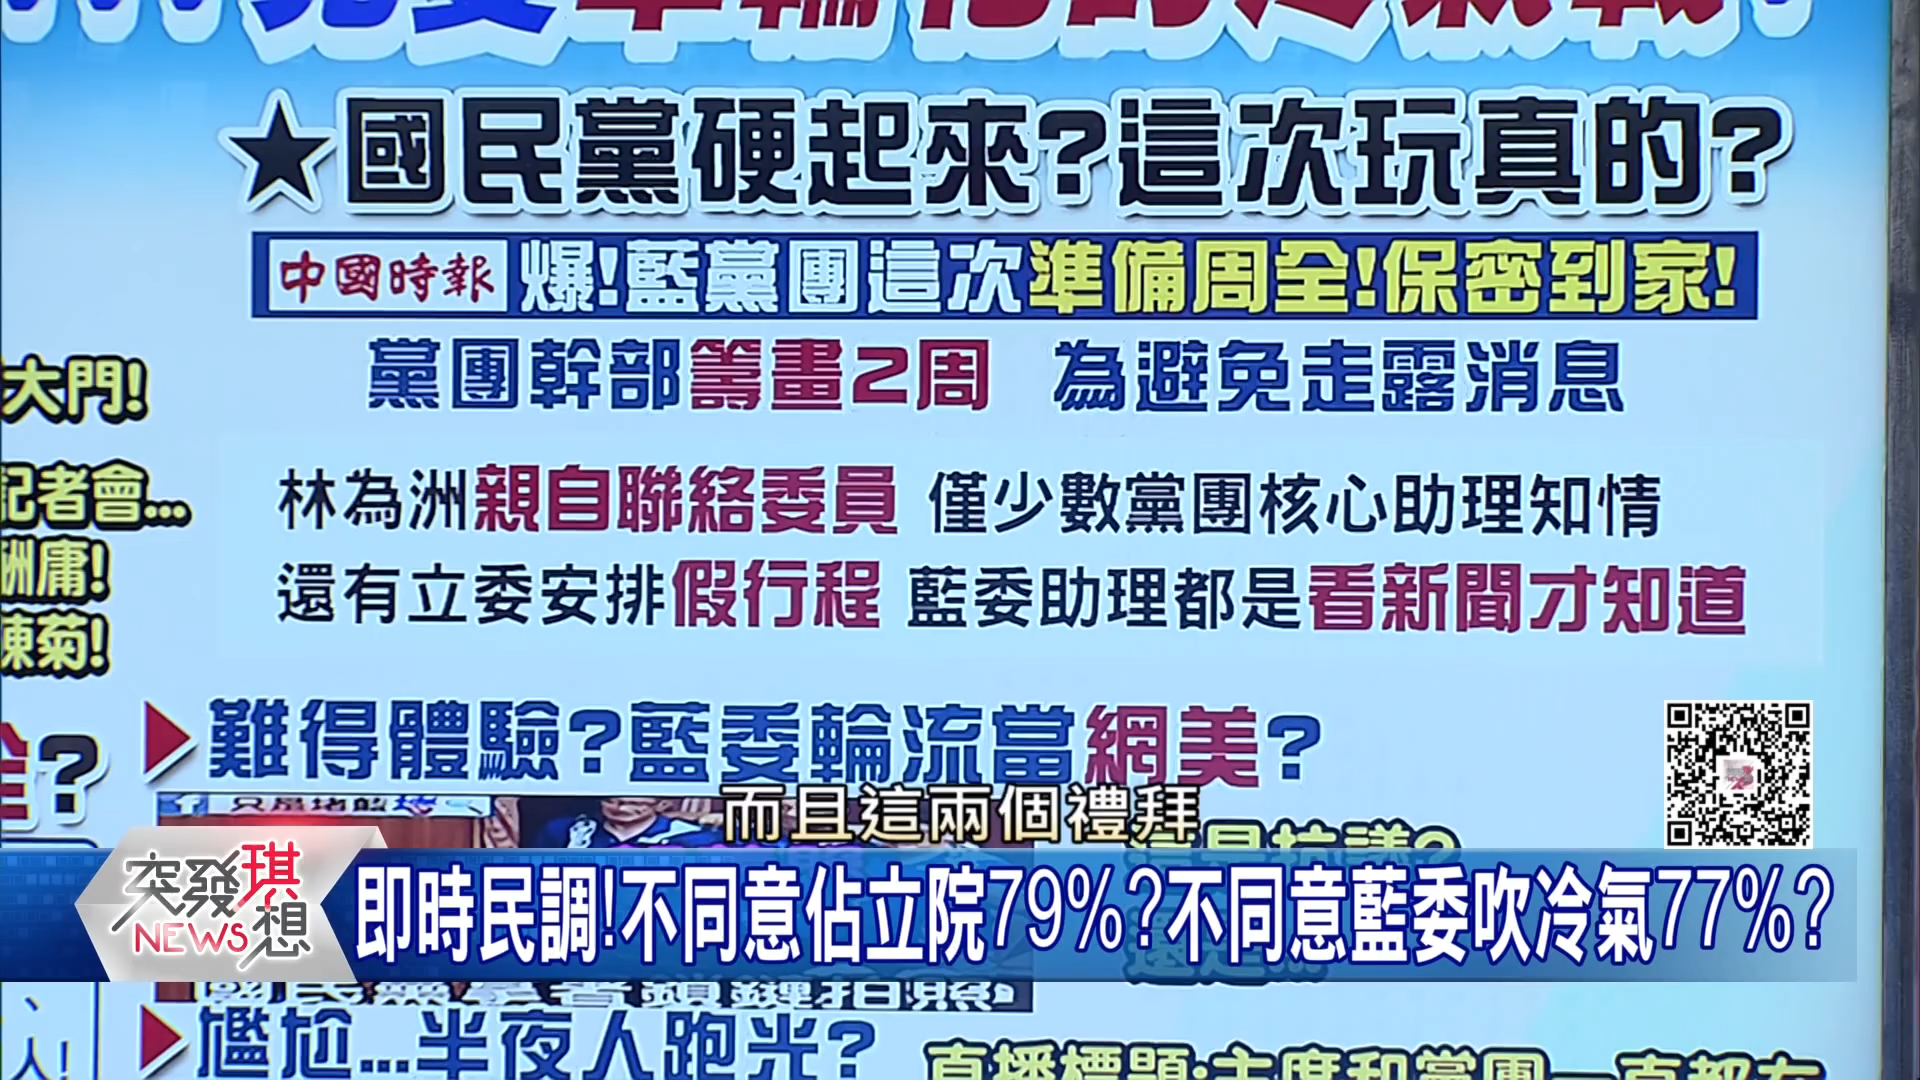 ★國民黨硬起來?這次玩真的?
中國時報 爆!藍黨團這次準備周全!保密到家!
黨團幹部籌畫2周 為避免走露消息
大門!
林為洲親自聯絡委員 僅少數黨團核心助理知情
記者會...
還有立委安排假行程 藍委助理都是看新聞才知道
酬庸!
陳菊!
難得體驗?藍委輪流當網美?
而且這兩個禮拜
突發琪想 NEWS
即時民調!不同意佔立院79%?不同意藍委吹冷氣77%?
尷尬...半夜人跑光?
人!